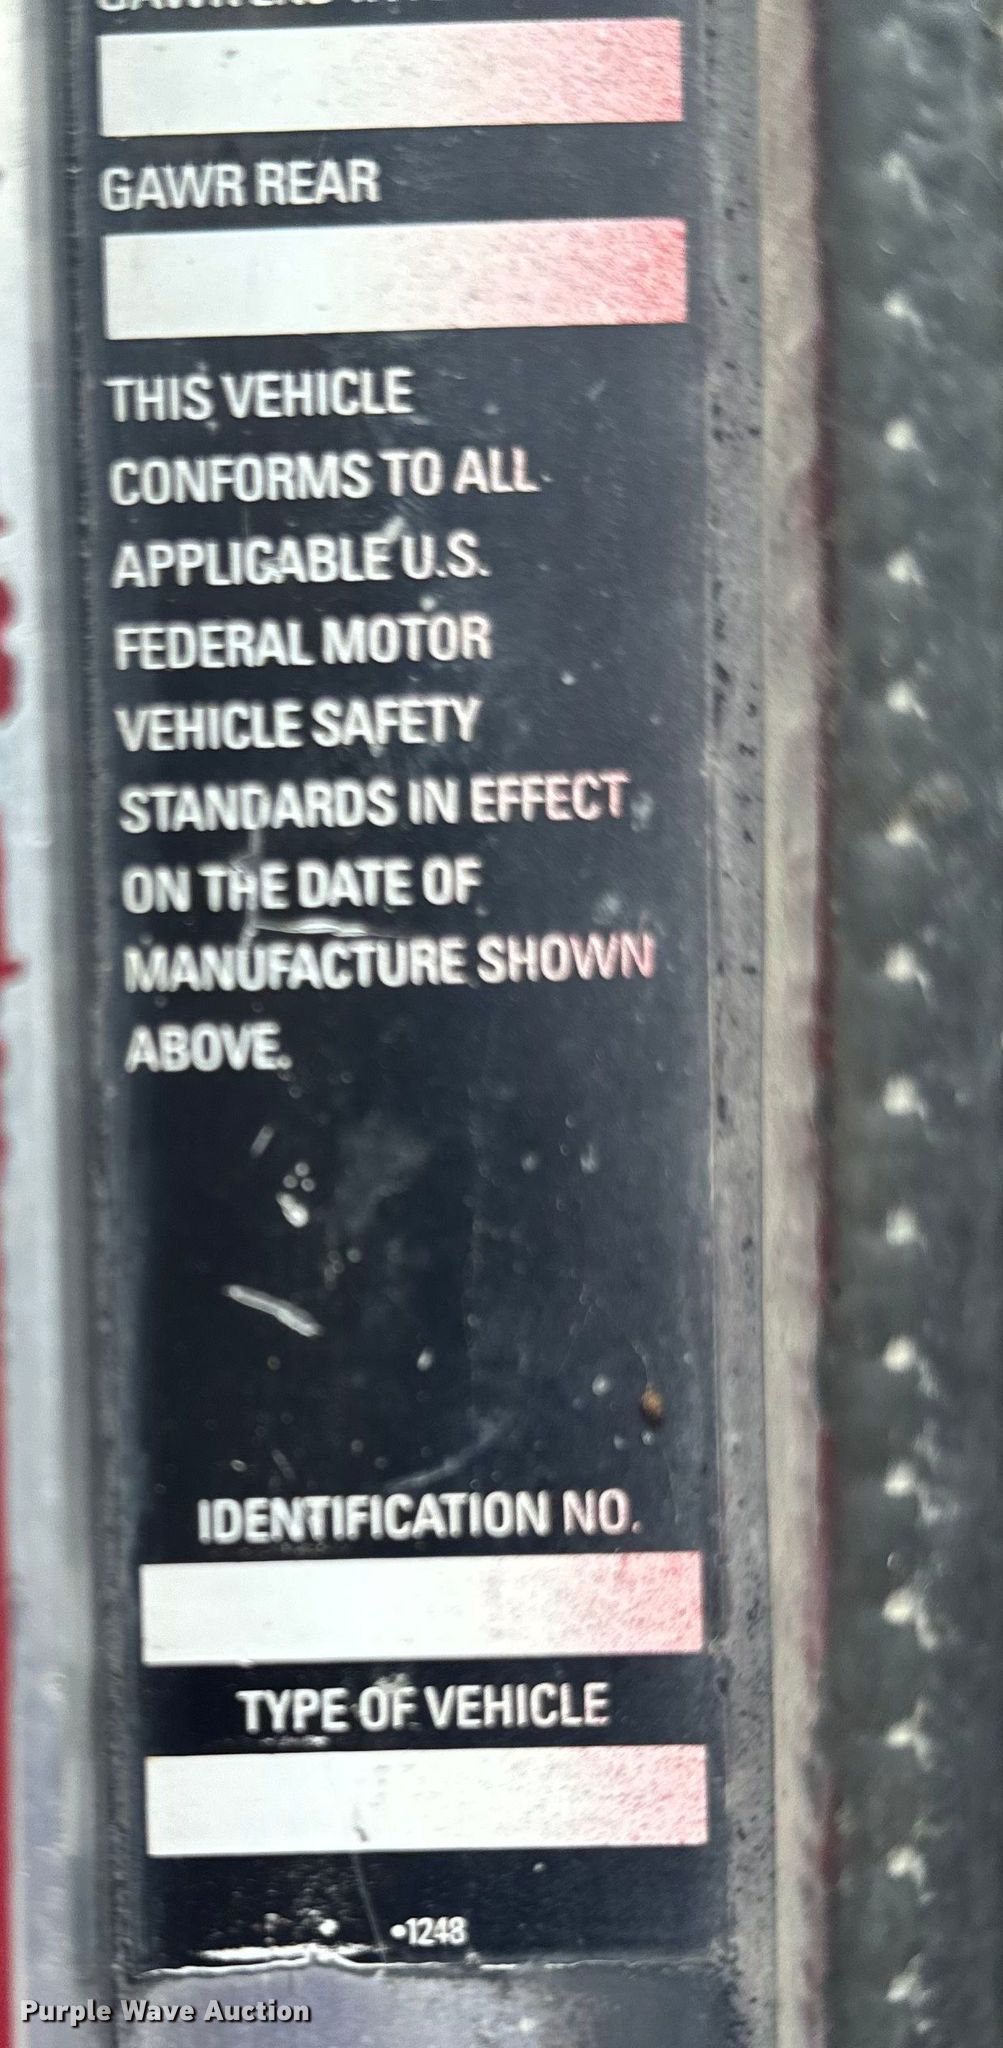 GAWR REAR
THIS VEHICLE
CONFORMS TO ALL
APPLICABLE U.S.
FEDERAL MOTOR
VEHICLE SAFETY
STANDARDS IN EFFECT
ON THE DATE OF
MANUFACTURE SHOWN
ABOVE.
IDENTIFICATION NO.
TYPE OF VEHICLE
•1248
Purple Wave Auction